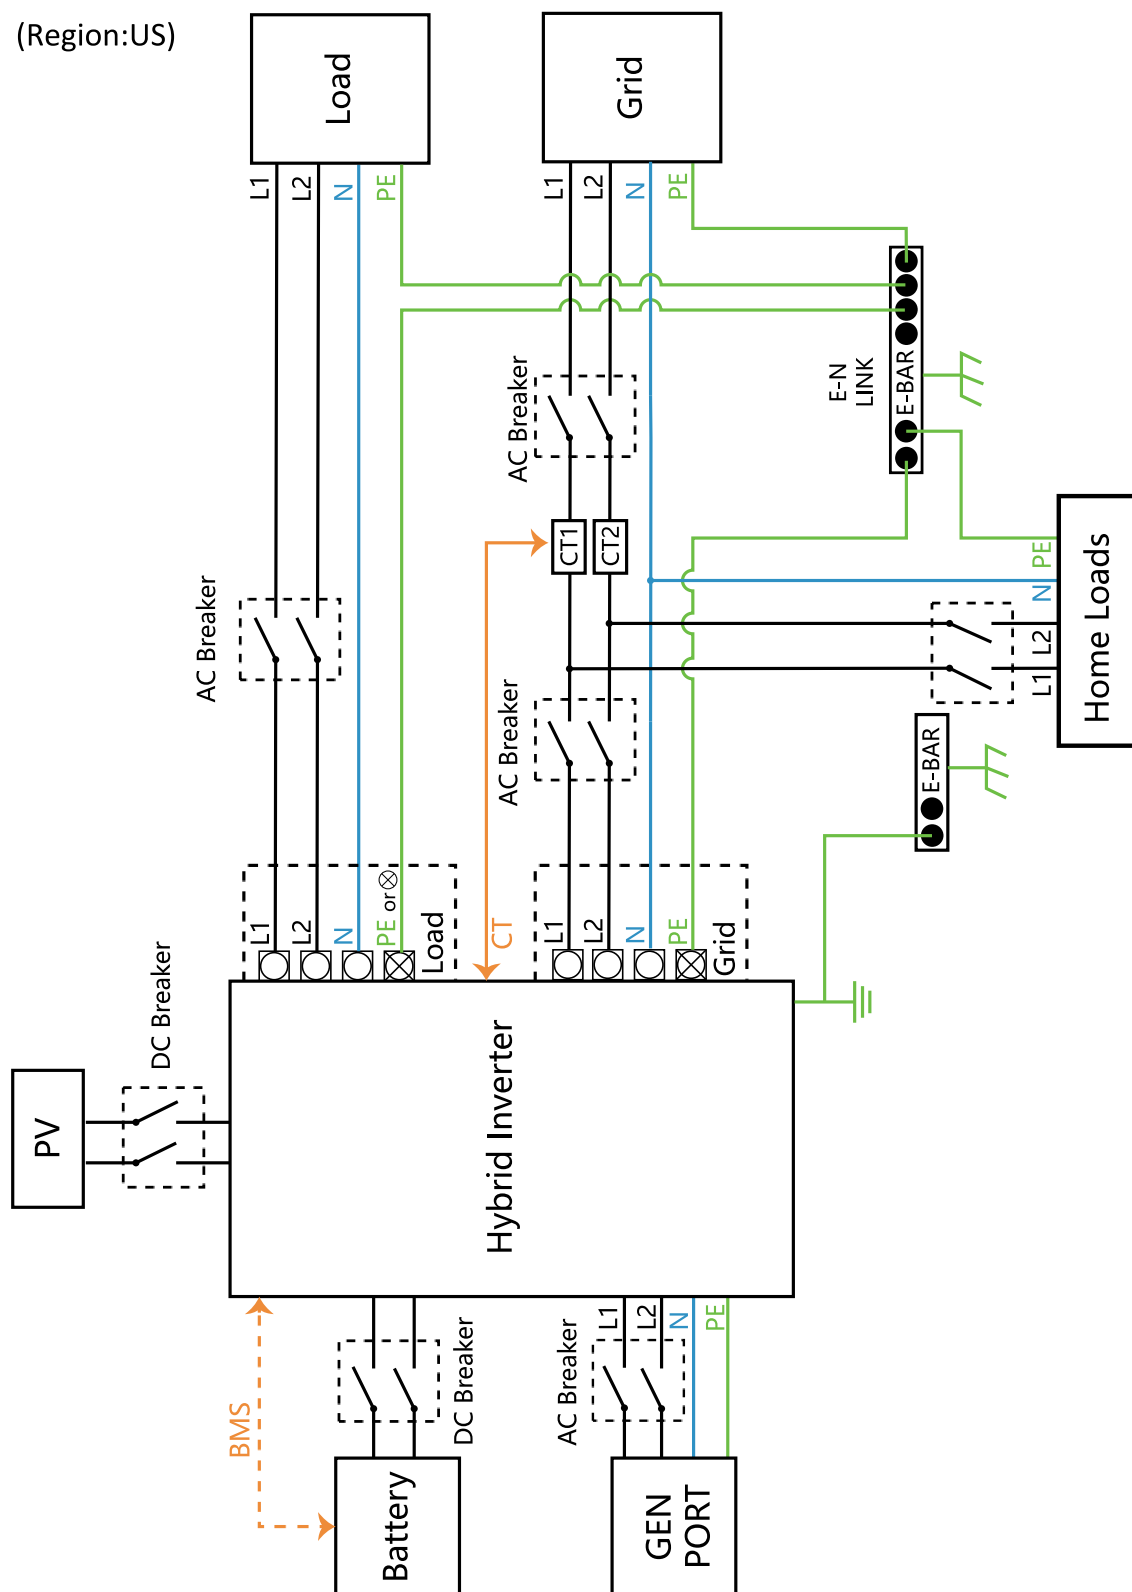 (Region:US)
Load
Grid
L1
L2
N
PE
L1
L2
N
PE
E-N
LINK
E-BAR
AC Breaker
CT1
CT2
AC Breaker
AC Breaker
PE
N
L2
L1
Home Loads
E-BAR
L1
L2
N
PE or
Load
CT
L1
L2
N
PE
Grid
DC Breaker
PV
Hybrid Inverter
BMS
DC Breaker
Battery
AC Breaker
L1
L2
N
PE
GEN
PORT